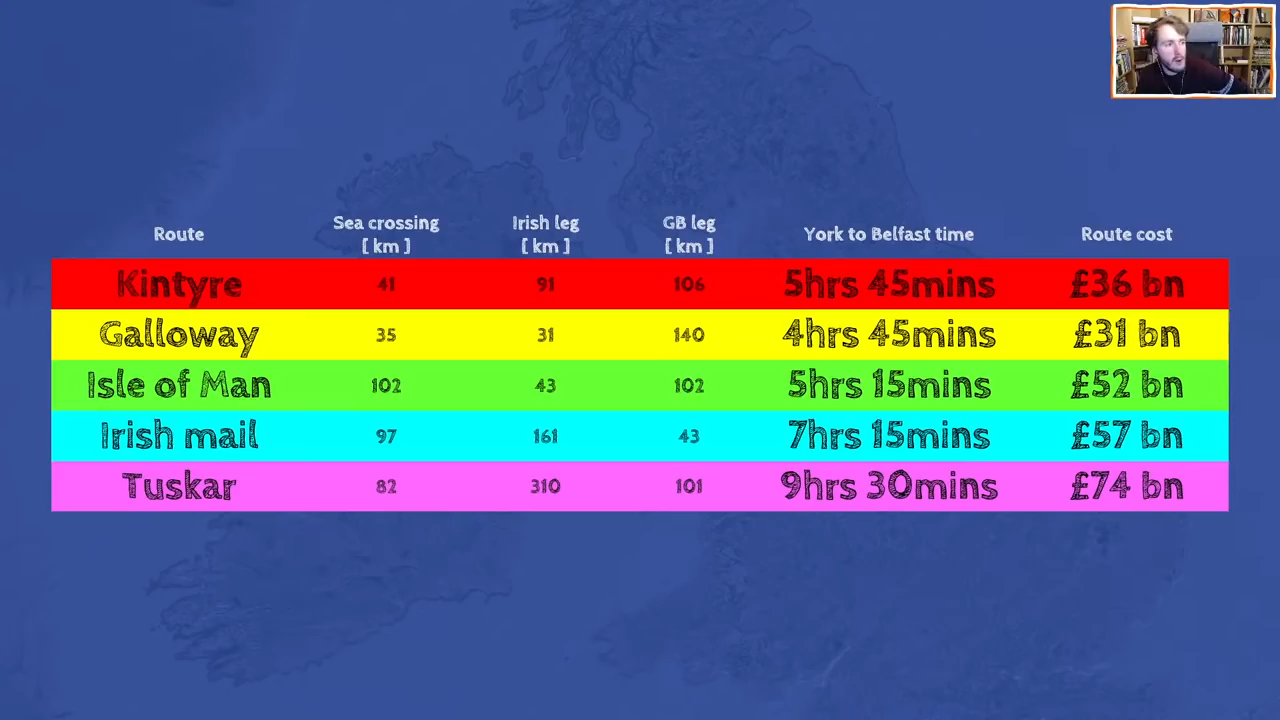 Route Sea crossing [ km ] Irish leg [ km ] GB leg [ km ] York to Belfast time Route cost
Kintyre 41 91 106 5hrs 45mins £36 bn
Galloway 35 31 140 4hrs 45mins £31 bn
Isle of Man 102 43 102 5hrs 15mins £52 bn
Irish mail 97 161 43 7hrs 15mins £57 bn
Tuskar 82 310 101 9hrs 30mins £74 bn